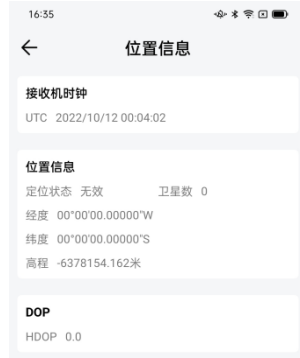 16:35
位置信息
接收机时钟
UTC 2022/10/12 00:04:02
位置信息
定位状态 无效 卫星数 0
经度 00°00'00.00000"W
纬度 00°00'00.00000"S
高程 -6378154.162米
DOP
HDOP 0.0